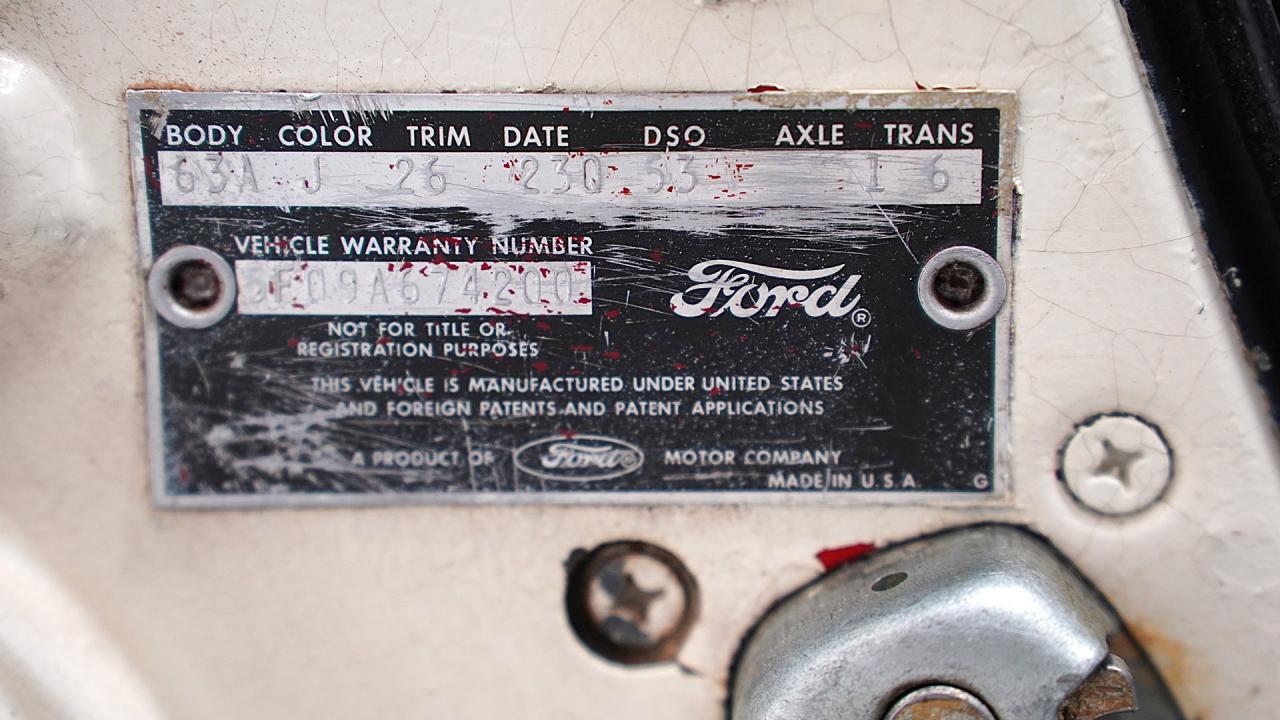 BODY COLOR TRIM DATE DSO AXLE TRANS
63A J 26 23Q 53 1 6
VEHICLE WARRANTY NUMBER
5F09A674200
Ford®
NOT FOR TITLE OR
REGISTRATION PURPOSES
THIS VEHICLE IS MANUFACTURED UNDER UNITED STATES
AND FOREIGN PATENTS AND PATENT APPLICATIONS
A PRODUCT OF Ford® MOTOR COMPANY
MADE IN U.S.A. G